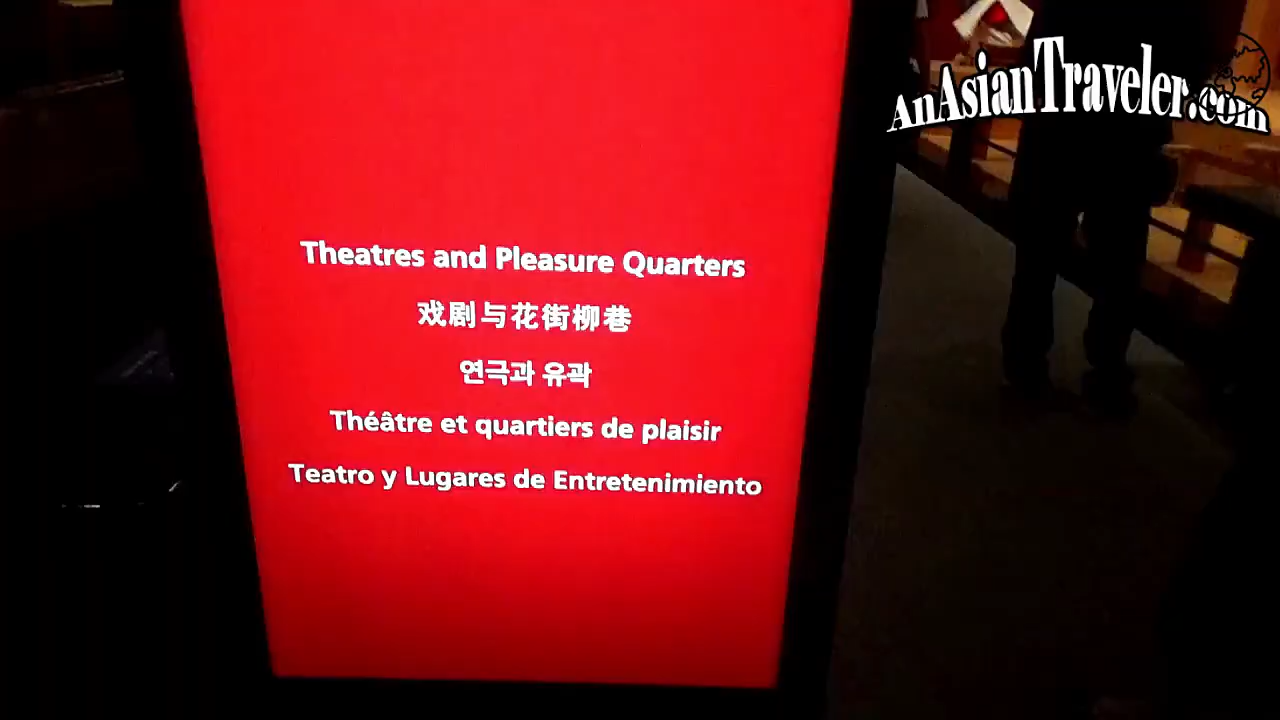 AnAsianTraveler.com
Theatres and Pleasure Quarters
戏剧与花街柳巷
연극과 유곽
Théâtre et quartiers de plaisir
Teatro y Lugares de Entretenimiento